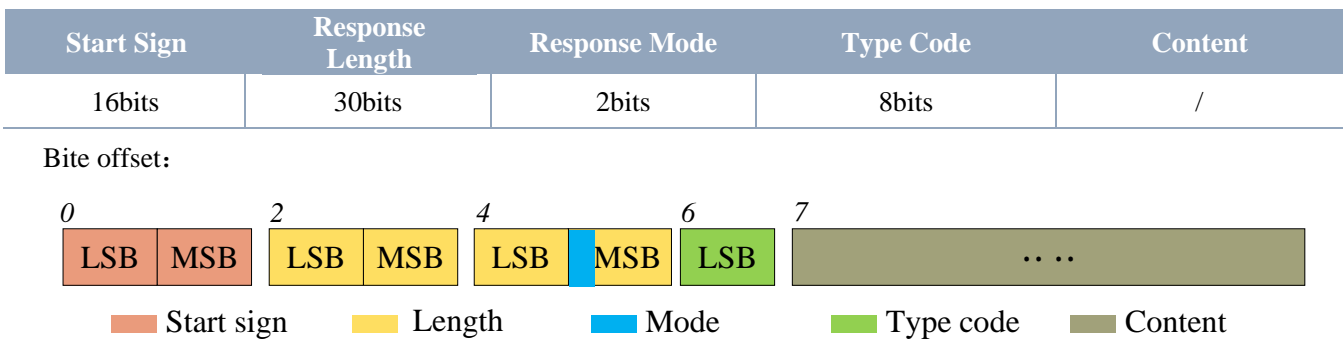 Start Sign Response Length Response Mode Type Code Content
16bits 30bits 2bits 8bits /
Bite offset：
0 2 4 6 7
LSB MSB LSB MSB LSB MSB LSB .. ..
Start sign Length Mode Type code Content